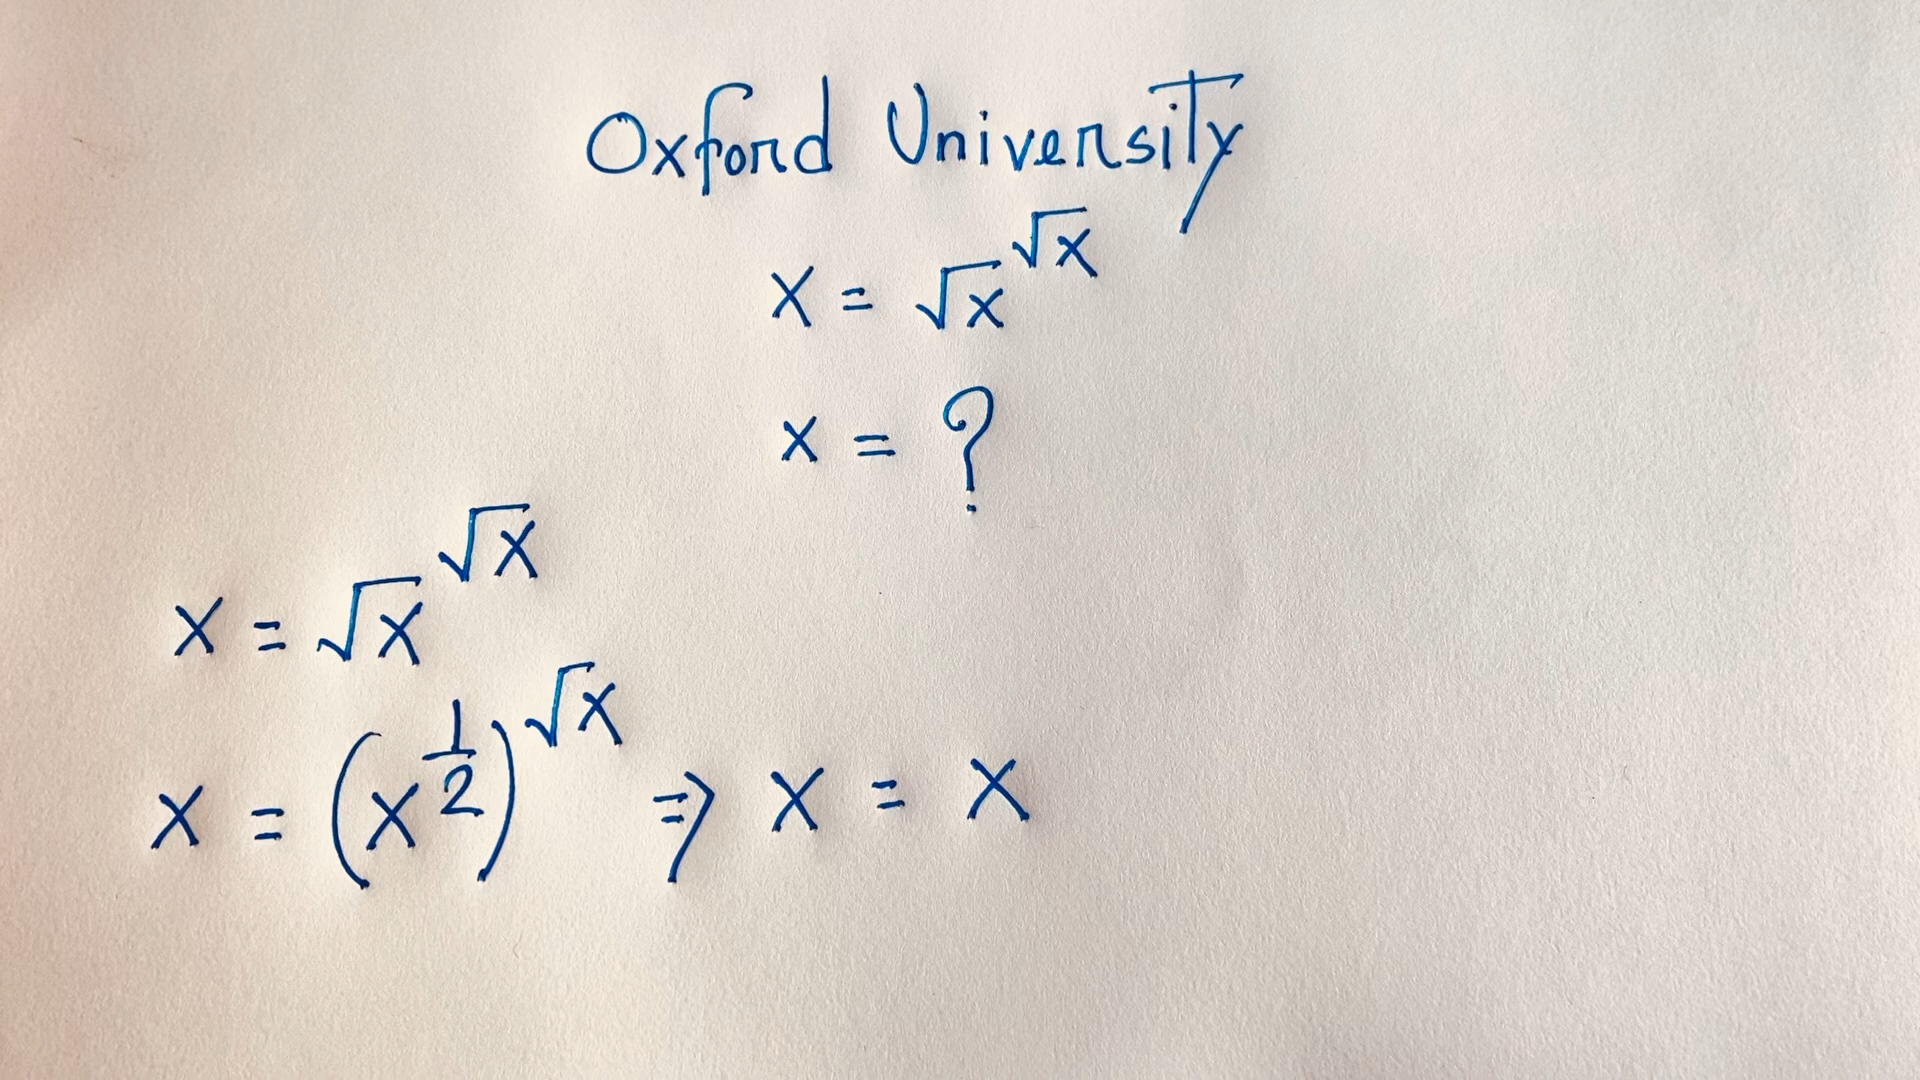 Oxford University
x = √x^√x
x = ?
x = √x^√x
x = (x^1/2)^√x ⇒ x = x